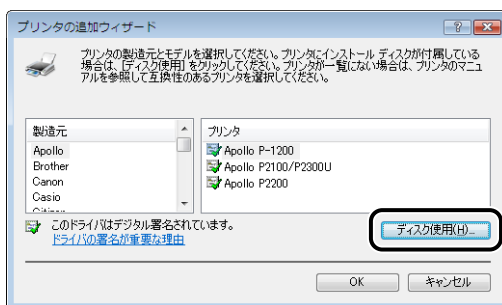 プリンタの追加ウィザード
プリンタの製造元とモデルを選択してください。プリンタにインストール ディスクが付属している
場合は、[ディスク使用] をクリックしてください。プリンタが一覧にない場合は、プリンタのマニュ
アルを参照して互換性のあるプリンタを選択してください。
製造元
Apollo
Brother
Canon
Casio
プリンタ
Apollo P-1200
Apollo P2100/P2300U
Apollo P2200
このドライバはデジタル署名されています。
ドライバの署名が重要な理由
ディスク使用(H)...
OK
キャンセル